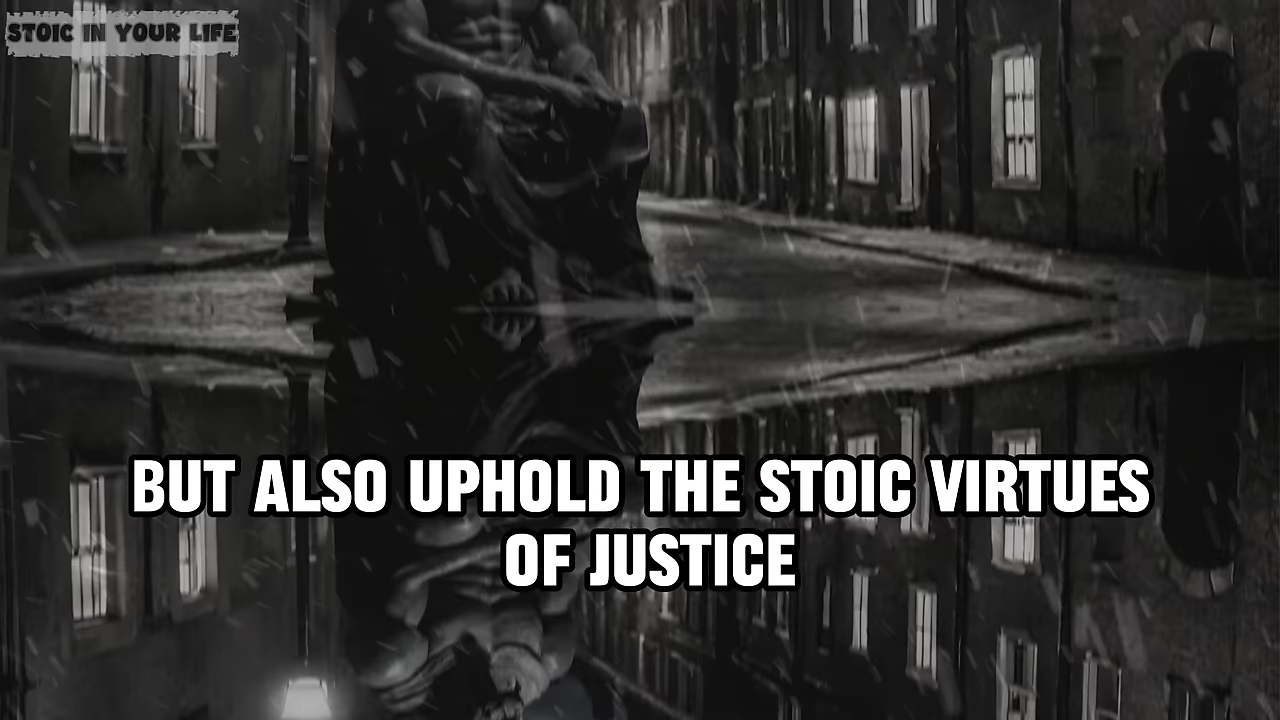 STOIC IN YOUR LIFE
BUT ALSO UPHOLD THE STOIC VIRTUES
OF JUSTICE